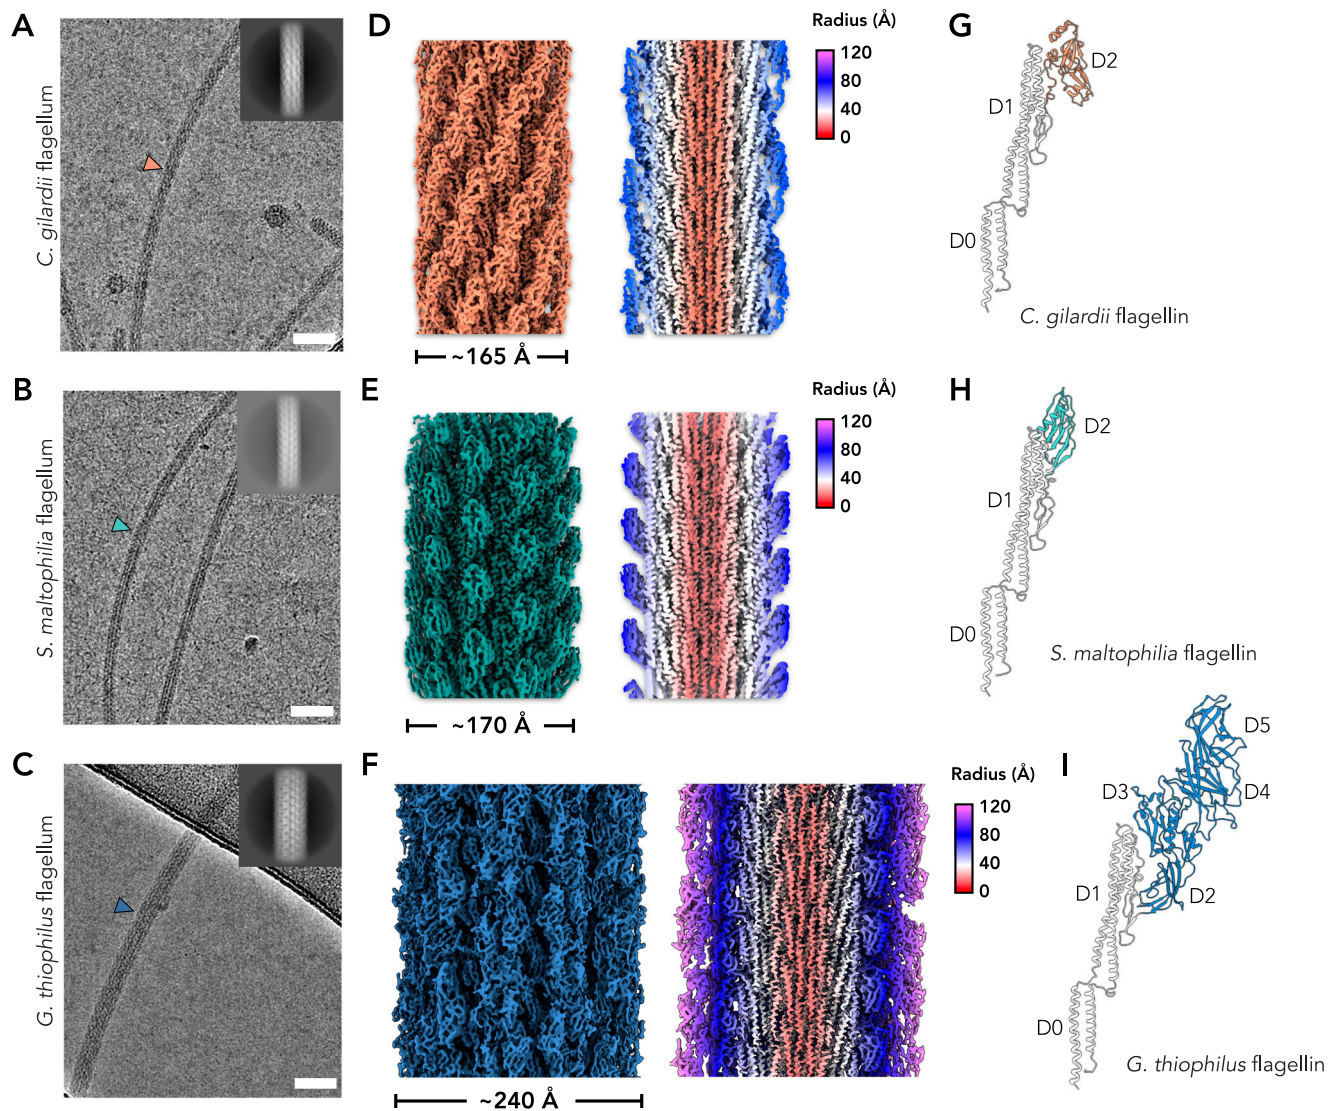 A
C. gilardii flagellum
D
~165 Å
Radius (Å)
120
80
40
0
G
D2
D1
D0
C. gilardii flagellin
B
S. maltophilia flagellum
E
~170 Å
Radius (Å)
120
80
40
0
H
D2
D1
D0
S. maltophilia flagellin
C
G. thiophilus flagellum
F
~240 Å
Radius (Å)
120
80
40
0
I
D5
D3
D4
D1
D2
D0
G. thiophilus flagellin